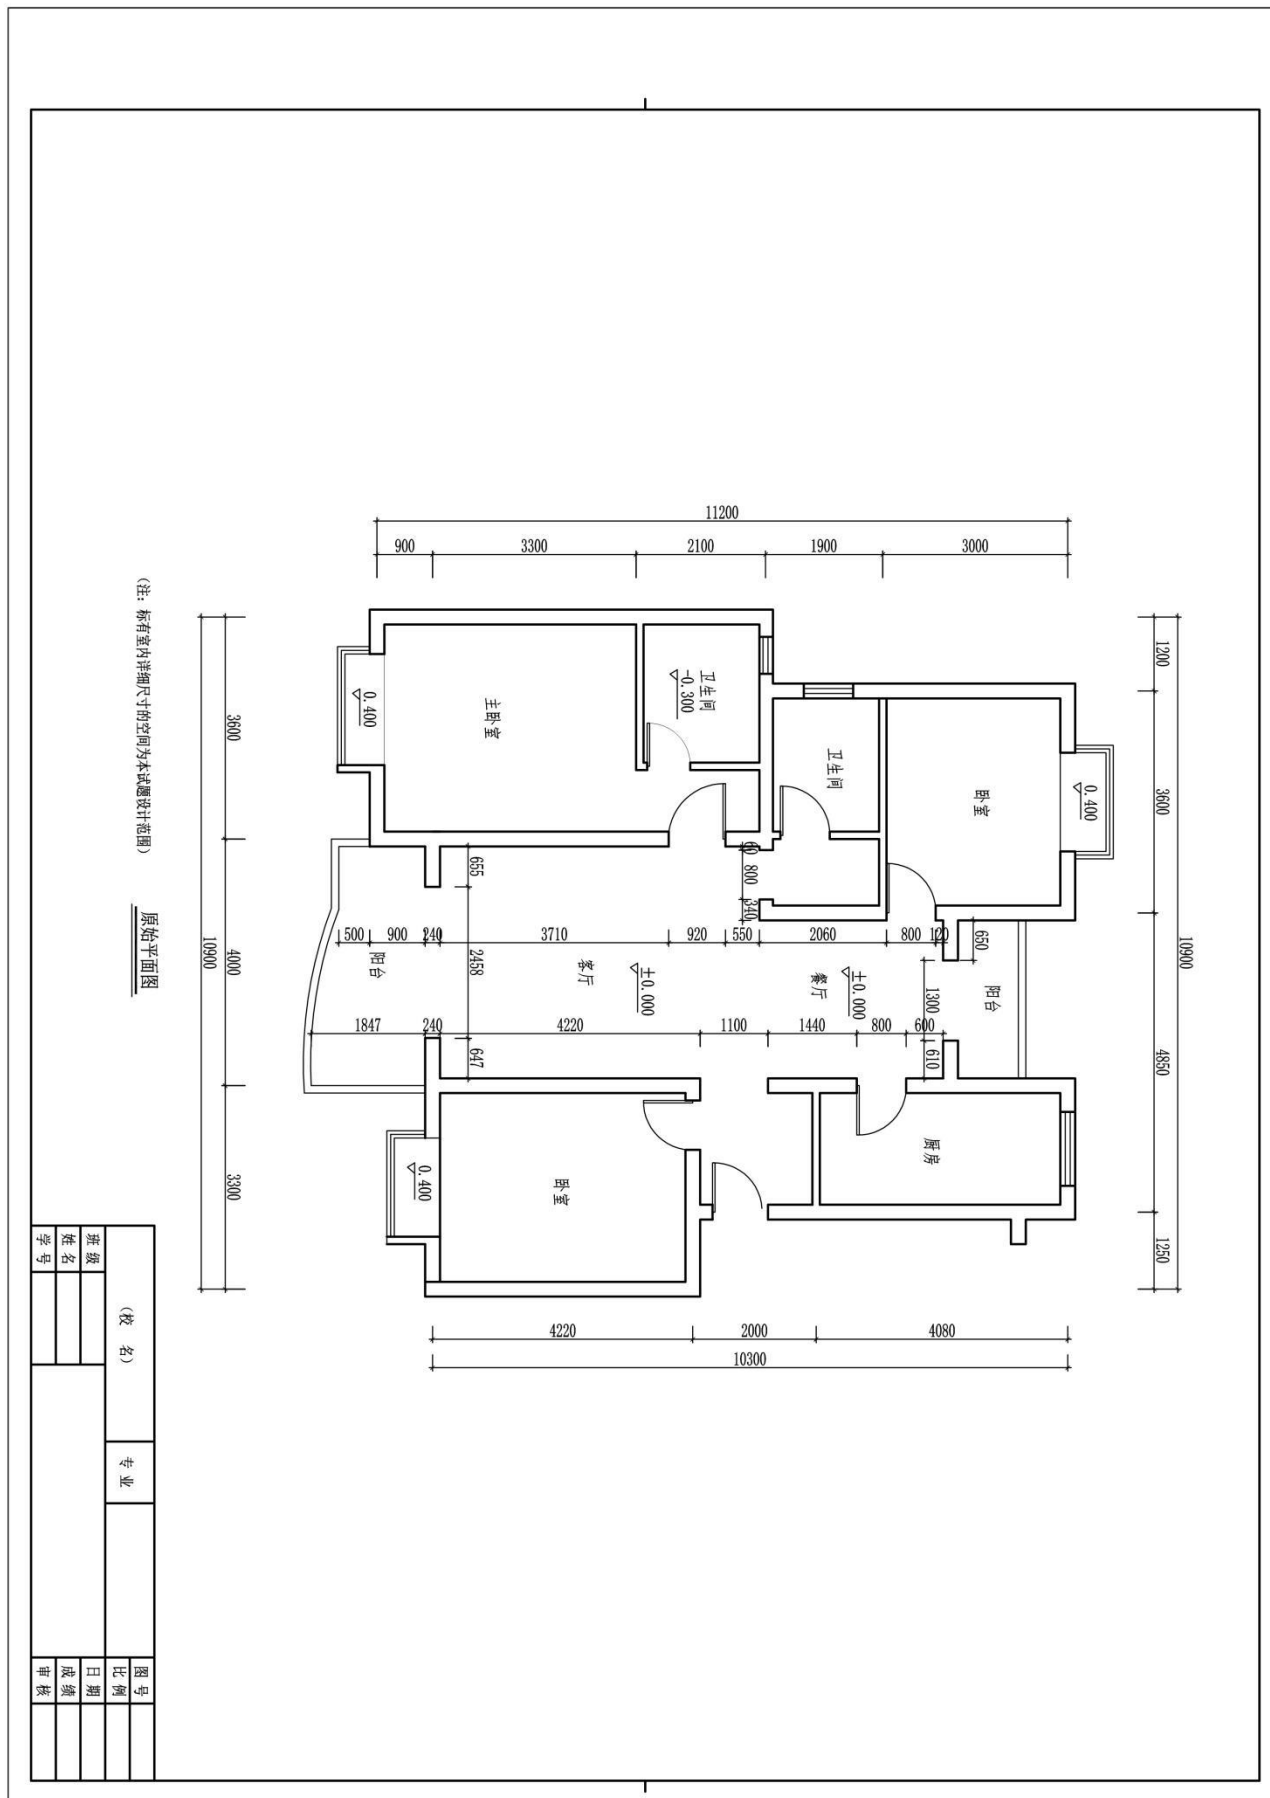 11200
900
3300
2100
1900
3000
1200
3600
4850
1250
10900
卫生间
-0.300
主卧室
0.400
卫生间
卧室
0.400
60
800
340
655
2458
647
500
900
240
3710
920
550
2060
800
120
650
1300
610
阳台
客厅
±0.000
餐厅
±0.000
阳台
1847
240
4220
1100
1440
800
600
厨房
卧室
0.400
3600
4000
3300
10900
4220
2000
4080
10300
原始平面图
(注：标有室内详细尺寸的空间为本试题设计范围)
(校 名)
专 业
班 级
姓 名
学 号
图 号
比 例
日 期
成 绩
审 核